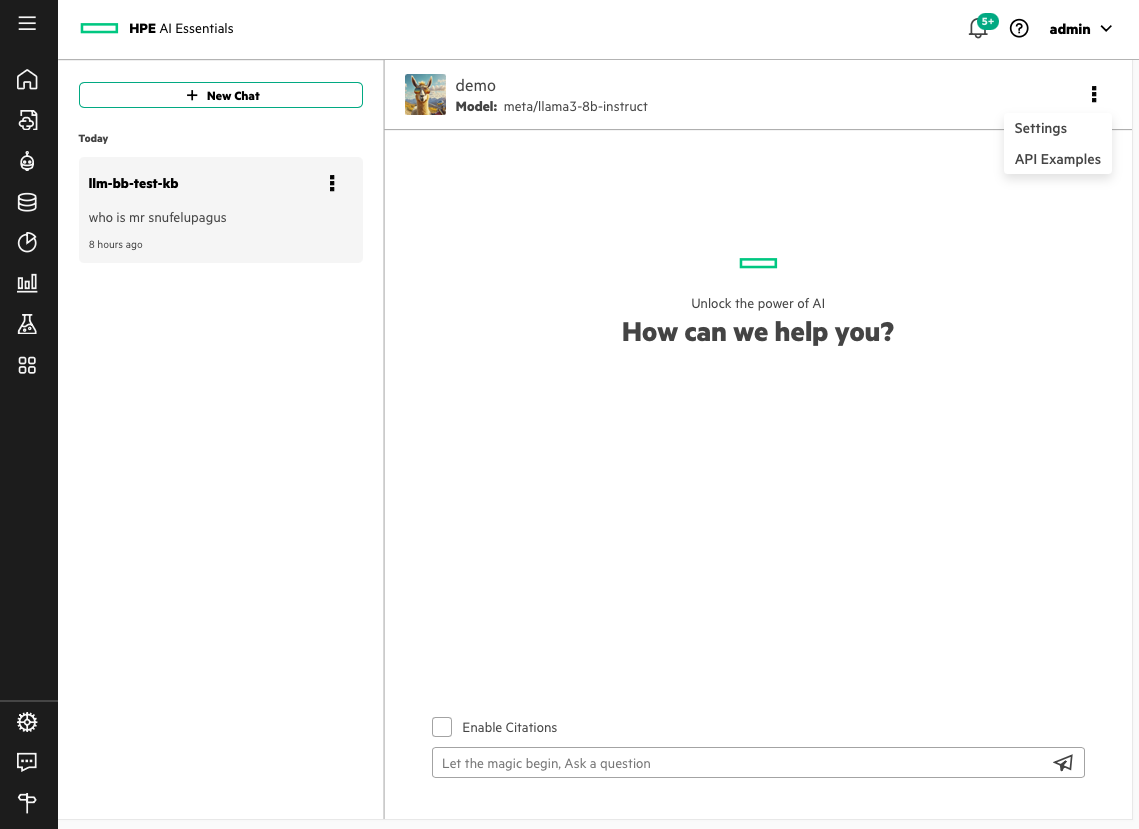 HPE AI Essentials
5+
admin
New Chat
Today
llm-bb-test-kb
who is mr snufelupagus
8 hours ago
demo
Model: meta/llama3-8b-instruct
Settings
API Examples
Unlock the power of AI
How can we help you?
Enable Citations
Let the magic begin, Ask a question